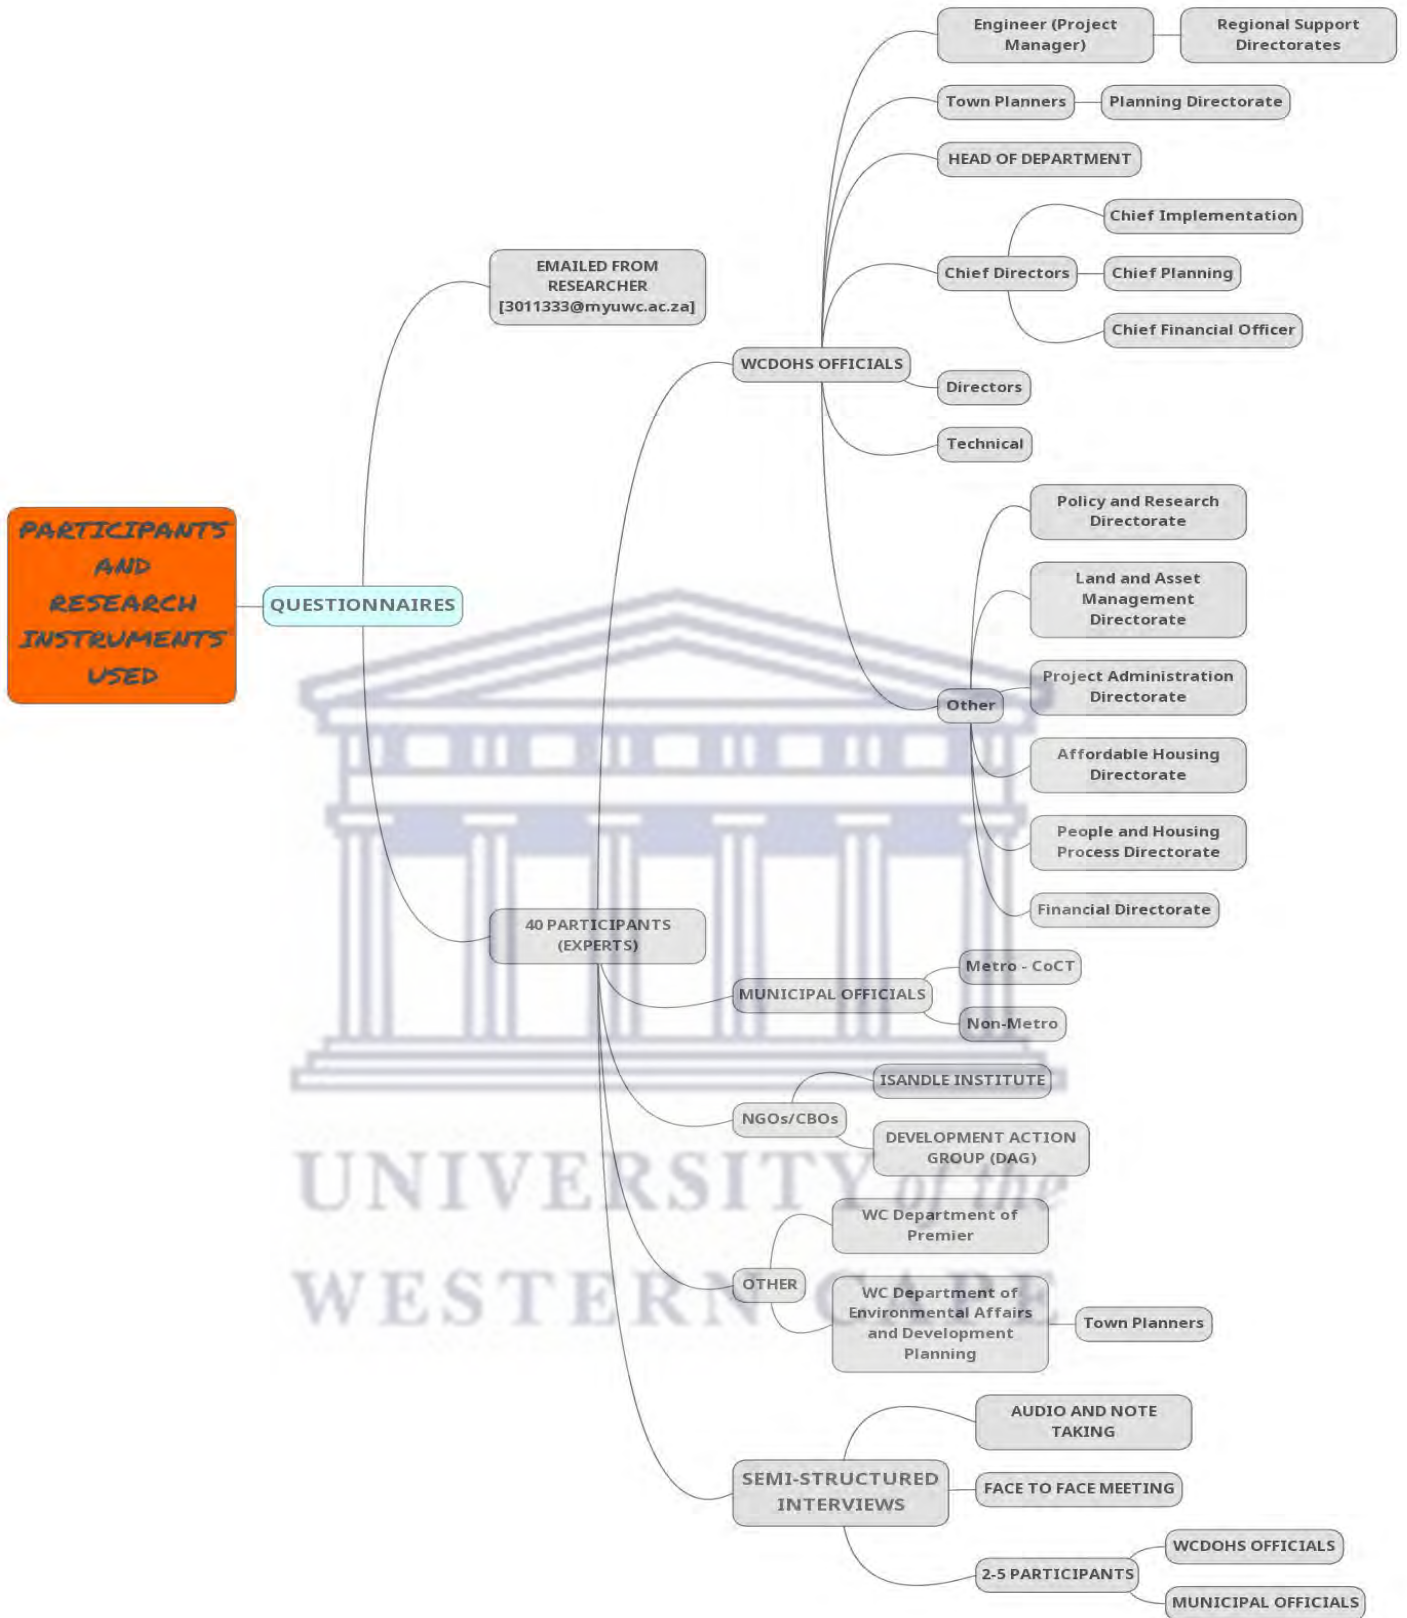 Engineer (Project
Manager)
Regional Support
Directorates
Town Planners
Planning Directorate
HEAD OF DEPARTMENT
Chief Implementation
EMAILED FROM
RESEARCHER
[3011333@myuwc.ac.za]
Chief Directors
Chief Planning
Chief Financial Officer
WCDOHS OFFICIALS
Directors
Technical
PARTICIPANTS
AND
RESEARCH
INSTRUMENTS
USED
QUESTIONNAIRES
Policy and Research
Directorate
Land and Asset
Management
Directorate
Project Administration
Directorate
Other
Affordable Housing
Directorate
People and Housing
Process Directorate
Financial Directorate
40 PARTICIPANTS
(EXPERTS)
Metro - CoCT
MUNICIPAL OFFICIALS
Non-Metro
ISANDLE INSTITUTE
NGOs/CBOs
DEVELOPMENT ACTION
GROUP (DAG)
UNIVERSITY of the
WESTERN CAPE
WC Department of
Premier
OTHER
WC Department of
Environmental Affairs
and Development
Planning
Town Planners
AUDIO AND NOTE
TAKING
SEMI-STRUCTURED
INTERVIEWS
FACE TO FACE MEETING
WCDOHS OFFICIALS
2-5 PARTICIPANTS
MUNICIPAL OFFICIALS